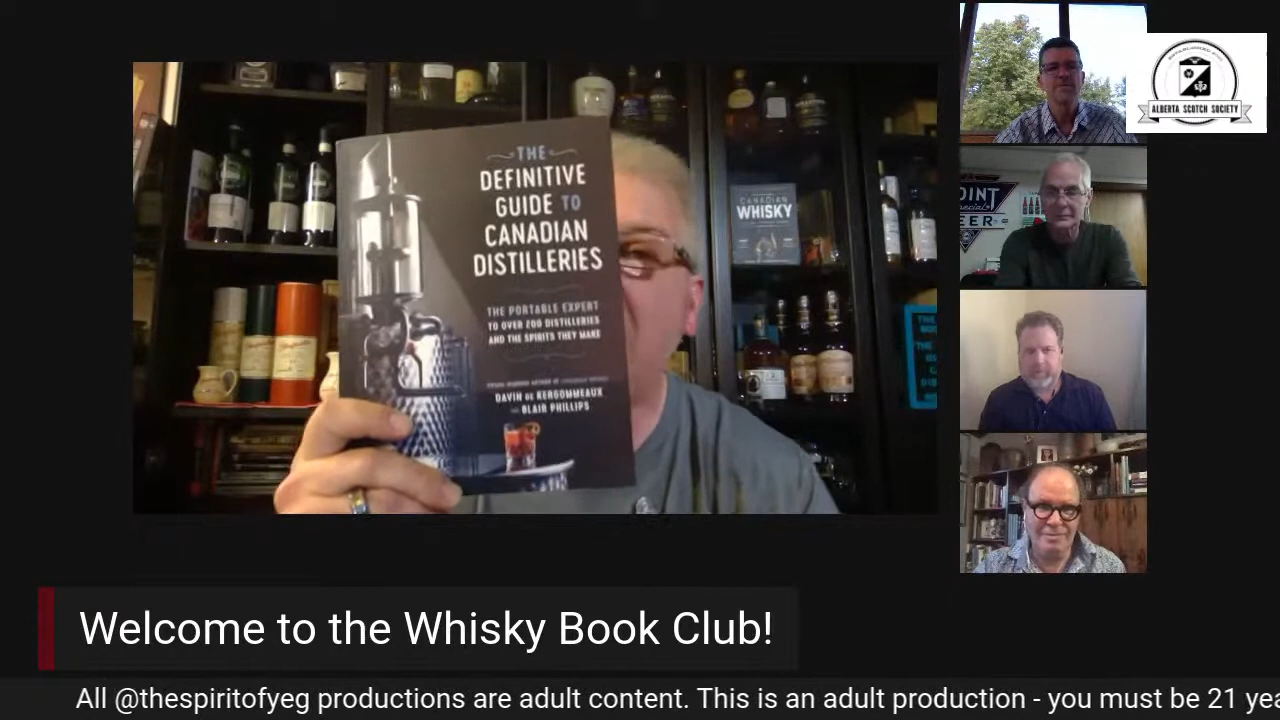 THE
DEFINITIVE
GUIDE TO
CANADIAN
DISTILLERIES
THE PORTABLE EXPERT
TO OVER 200 DISTILLERIES
AND THE SPIRITS THEY MAKE
DAVIN DE KERGOMMEAUX
BLAIR PHILLIPS
CANADIAN
WHISKY
ALBERTA SCOTCH SOCIETY
OINT
EER
Welcome to the Whisky Book Club!
All @thespiritofyeg productions are adult content. This is an adult production - you must be 21 yea